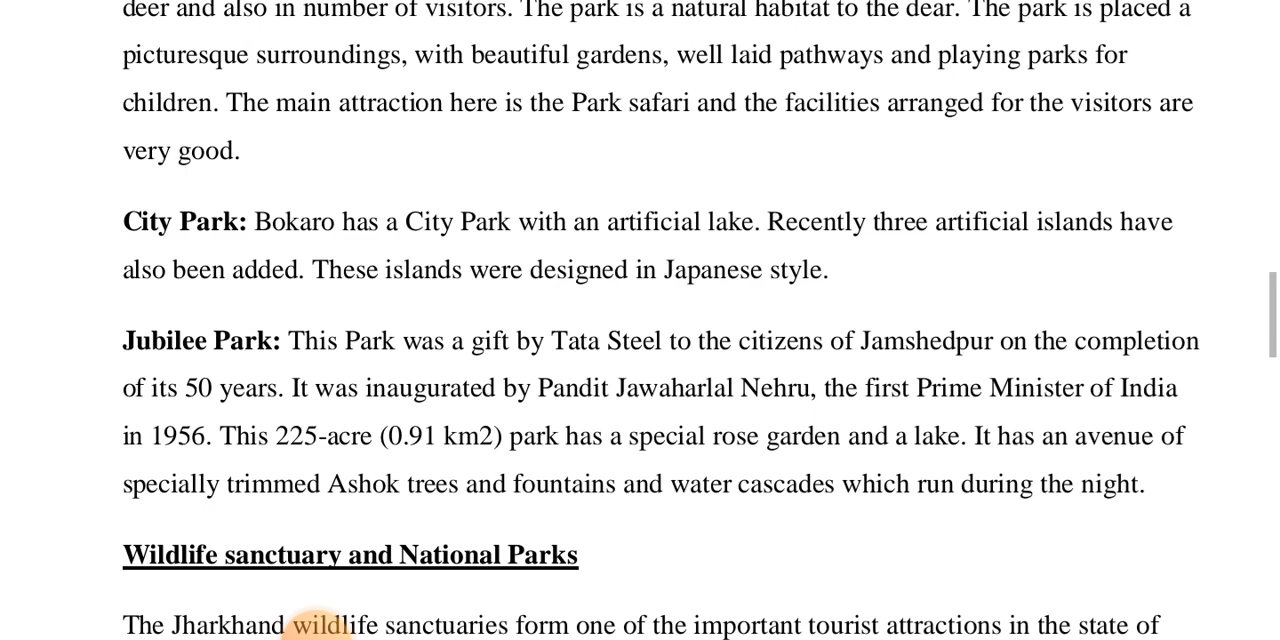 deer and also in number of visitors. The park is a natural habitat to the dear. The park is placed a
picturesque surroundings, with beautiful gardens, well laid pathways and playing parks for
children. The main attraction here is the Park safari and the facilities arranged for the visitors are
very good.
City Park: Bokaro has a City Park with an artificial lake. Recently three artificial islands have
also been added. These islands were designed in Japanese style.
Jubilee Park: This Park was a gift by Tata Steel to the citizens of Jamshedpur on the completion
of its 50 years. It was inaugurated by Pandit Jawaharlal Nehru, the first Prime Minister of India
in 1956. This 225-acre (0.91 km2) park has a special rose garden and a lake. It has an avenue of
specially trimmed Ashok trees and fountains and water cascades which run during the night.
Wildlife sanctuary and National Parks
The Jharkhand wildlife sanctuaries form one of the important tourist attractions in the state of